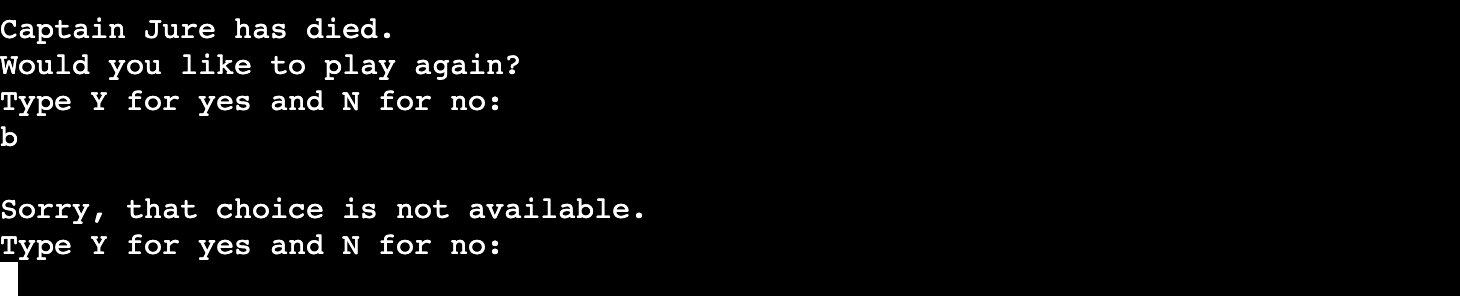 Captain Jure has died.
Would you like to play again?
Type Y for yes and N for no:
b
Sorry, that choice is not available.
Type Y for yes and N for no: